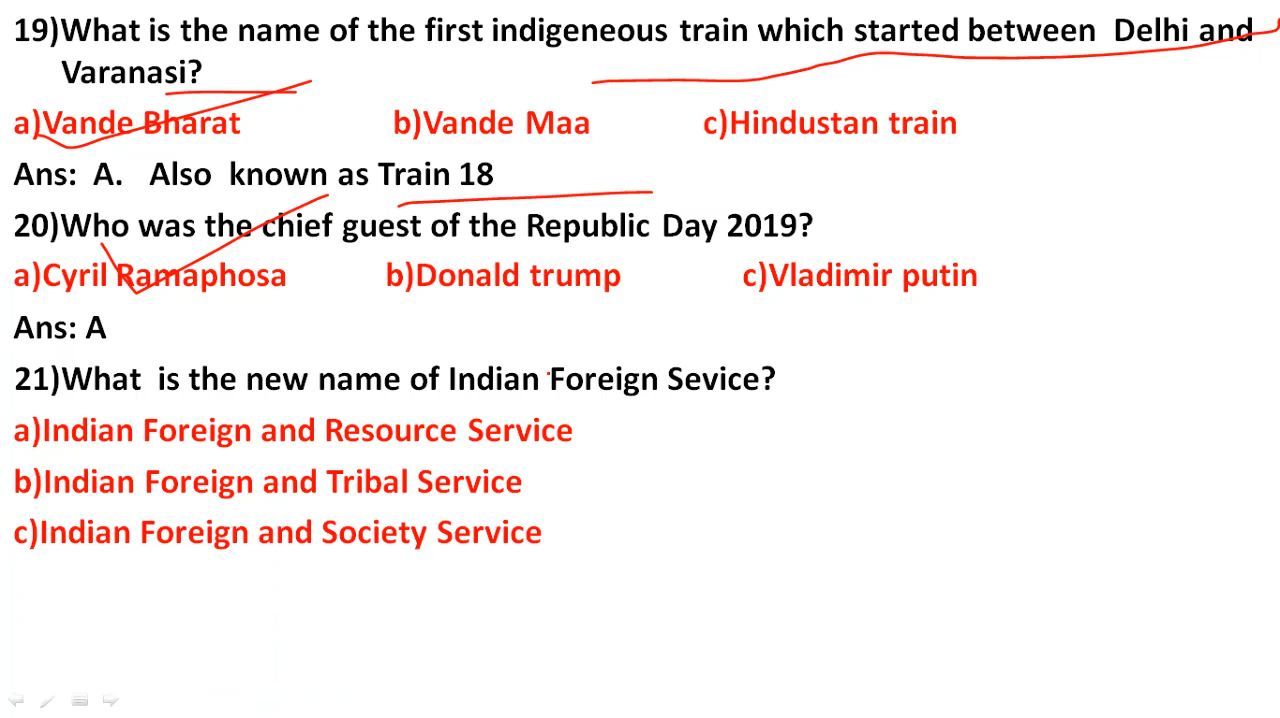 19)What is the name of the first indigeneous train which started between Delhi and
Varanasi?
a)Vande Bharat b)Vande Maa c)Hindustan train
Ans: A. Also known as Train 18
20)Who was the chief guest of the Republic Day 2019?
a)Cyril Ramaphosa b)Donald trump c)Vladimir putin
Ans: A
21)What is the new name of Indian Foreign Sevice?
a)Indian Foreign and Resource Service
b)Indian Foreign and Tribal Service
c)Indian Foreign and Society Service